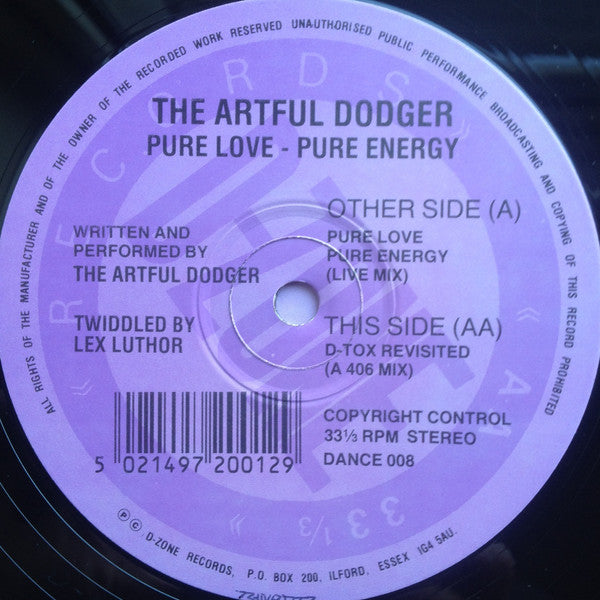 ALL RIGHTS OF THE MANUFACTURER AND OF THE OWNER OF THE RECORDED WORK RESERVED UNAUTHORISED PUBLIC PERFORMANCE BROADCASTING AND COPYING OF THIS RECORD PROHIBITED
THE ARTFUL DODGER
PURE LOVE - PURE ENERGY
WRITTEN AND
PERFORMED BY
THE ARTFUL DODGER
TWIDDLED BY
LEX LUTHOR
OTHER SIDE (A)
PURE LOVE
PURE ENERGY
(LIVE MIX)
THIS SIDE (AA)
D-TOX REVISITED
(A 406 MIX)
COPYRIGHT CONTROL
33⅓ RPM STEREO
DANCE 008
5 021497 200129
RECORDS
33 1/3
Ⓟ © D-ZONE RECORDS, P.O. BOX 200, ILFORD, ESSEX IG4 5AU.